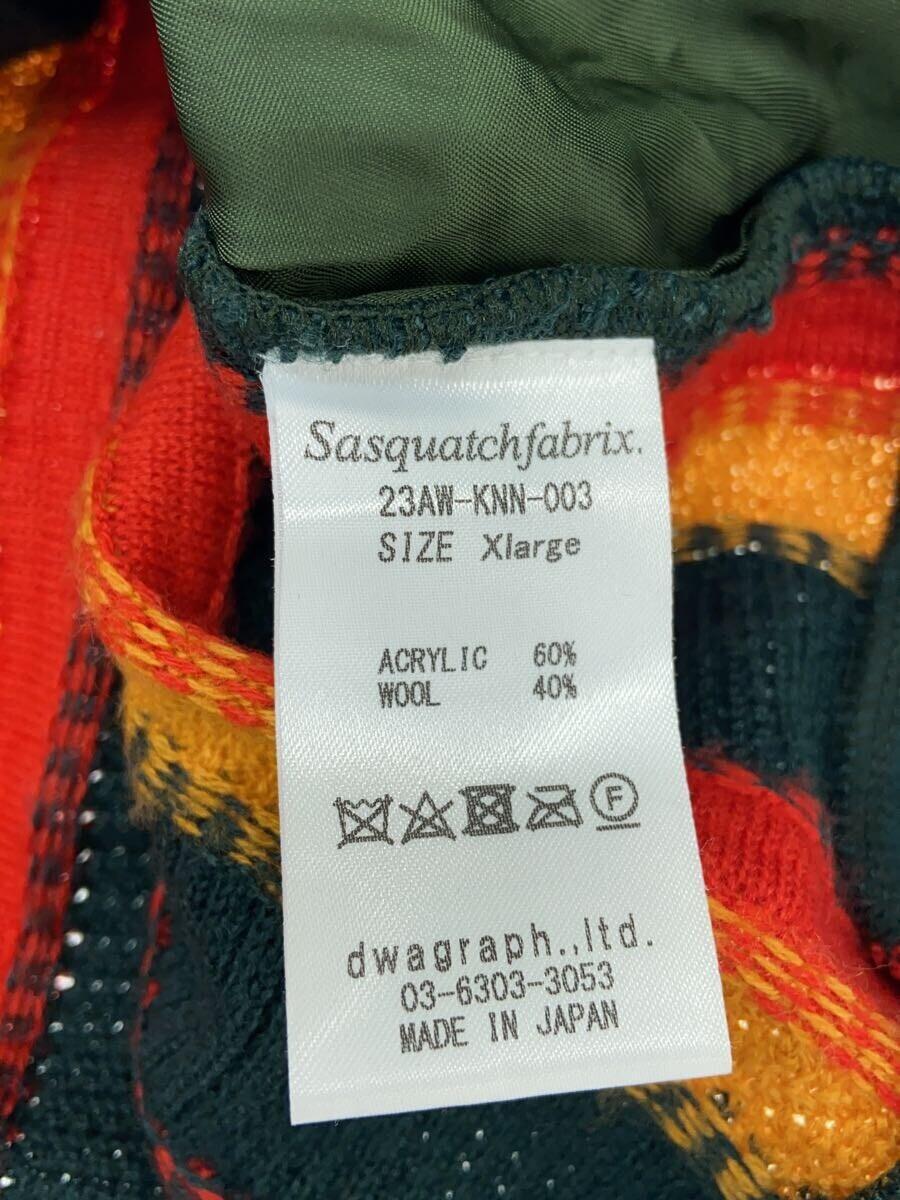 Sasquatchfabrix.
23AW-KNN-003
SIZE Xlarge
ACRYLIC 60%
WOOL 40%
F
dwagraph.,ltd.
03-6303-3053
MADE IN JAPAN